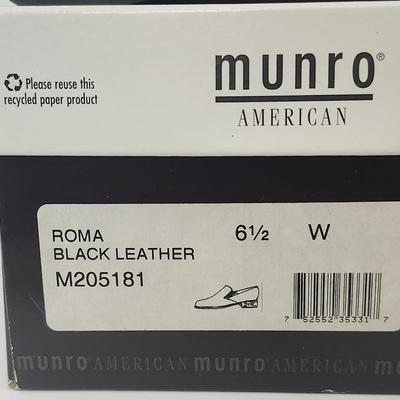 Please reuse this
recycled paper product
munro®
AMERICAN
ROMA 6½ W
BLACK LEATHER
M205181
7 52552 35331 7
munro® AMERICAN munro® AMERICAN munro®